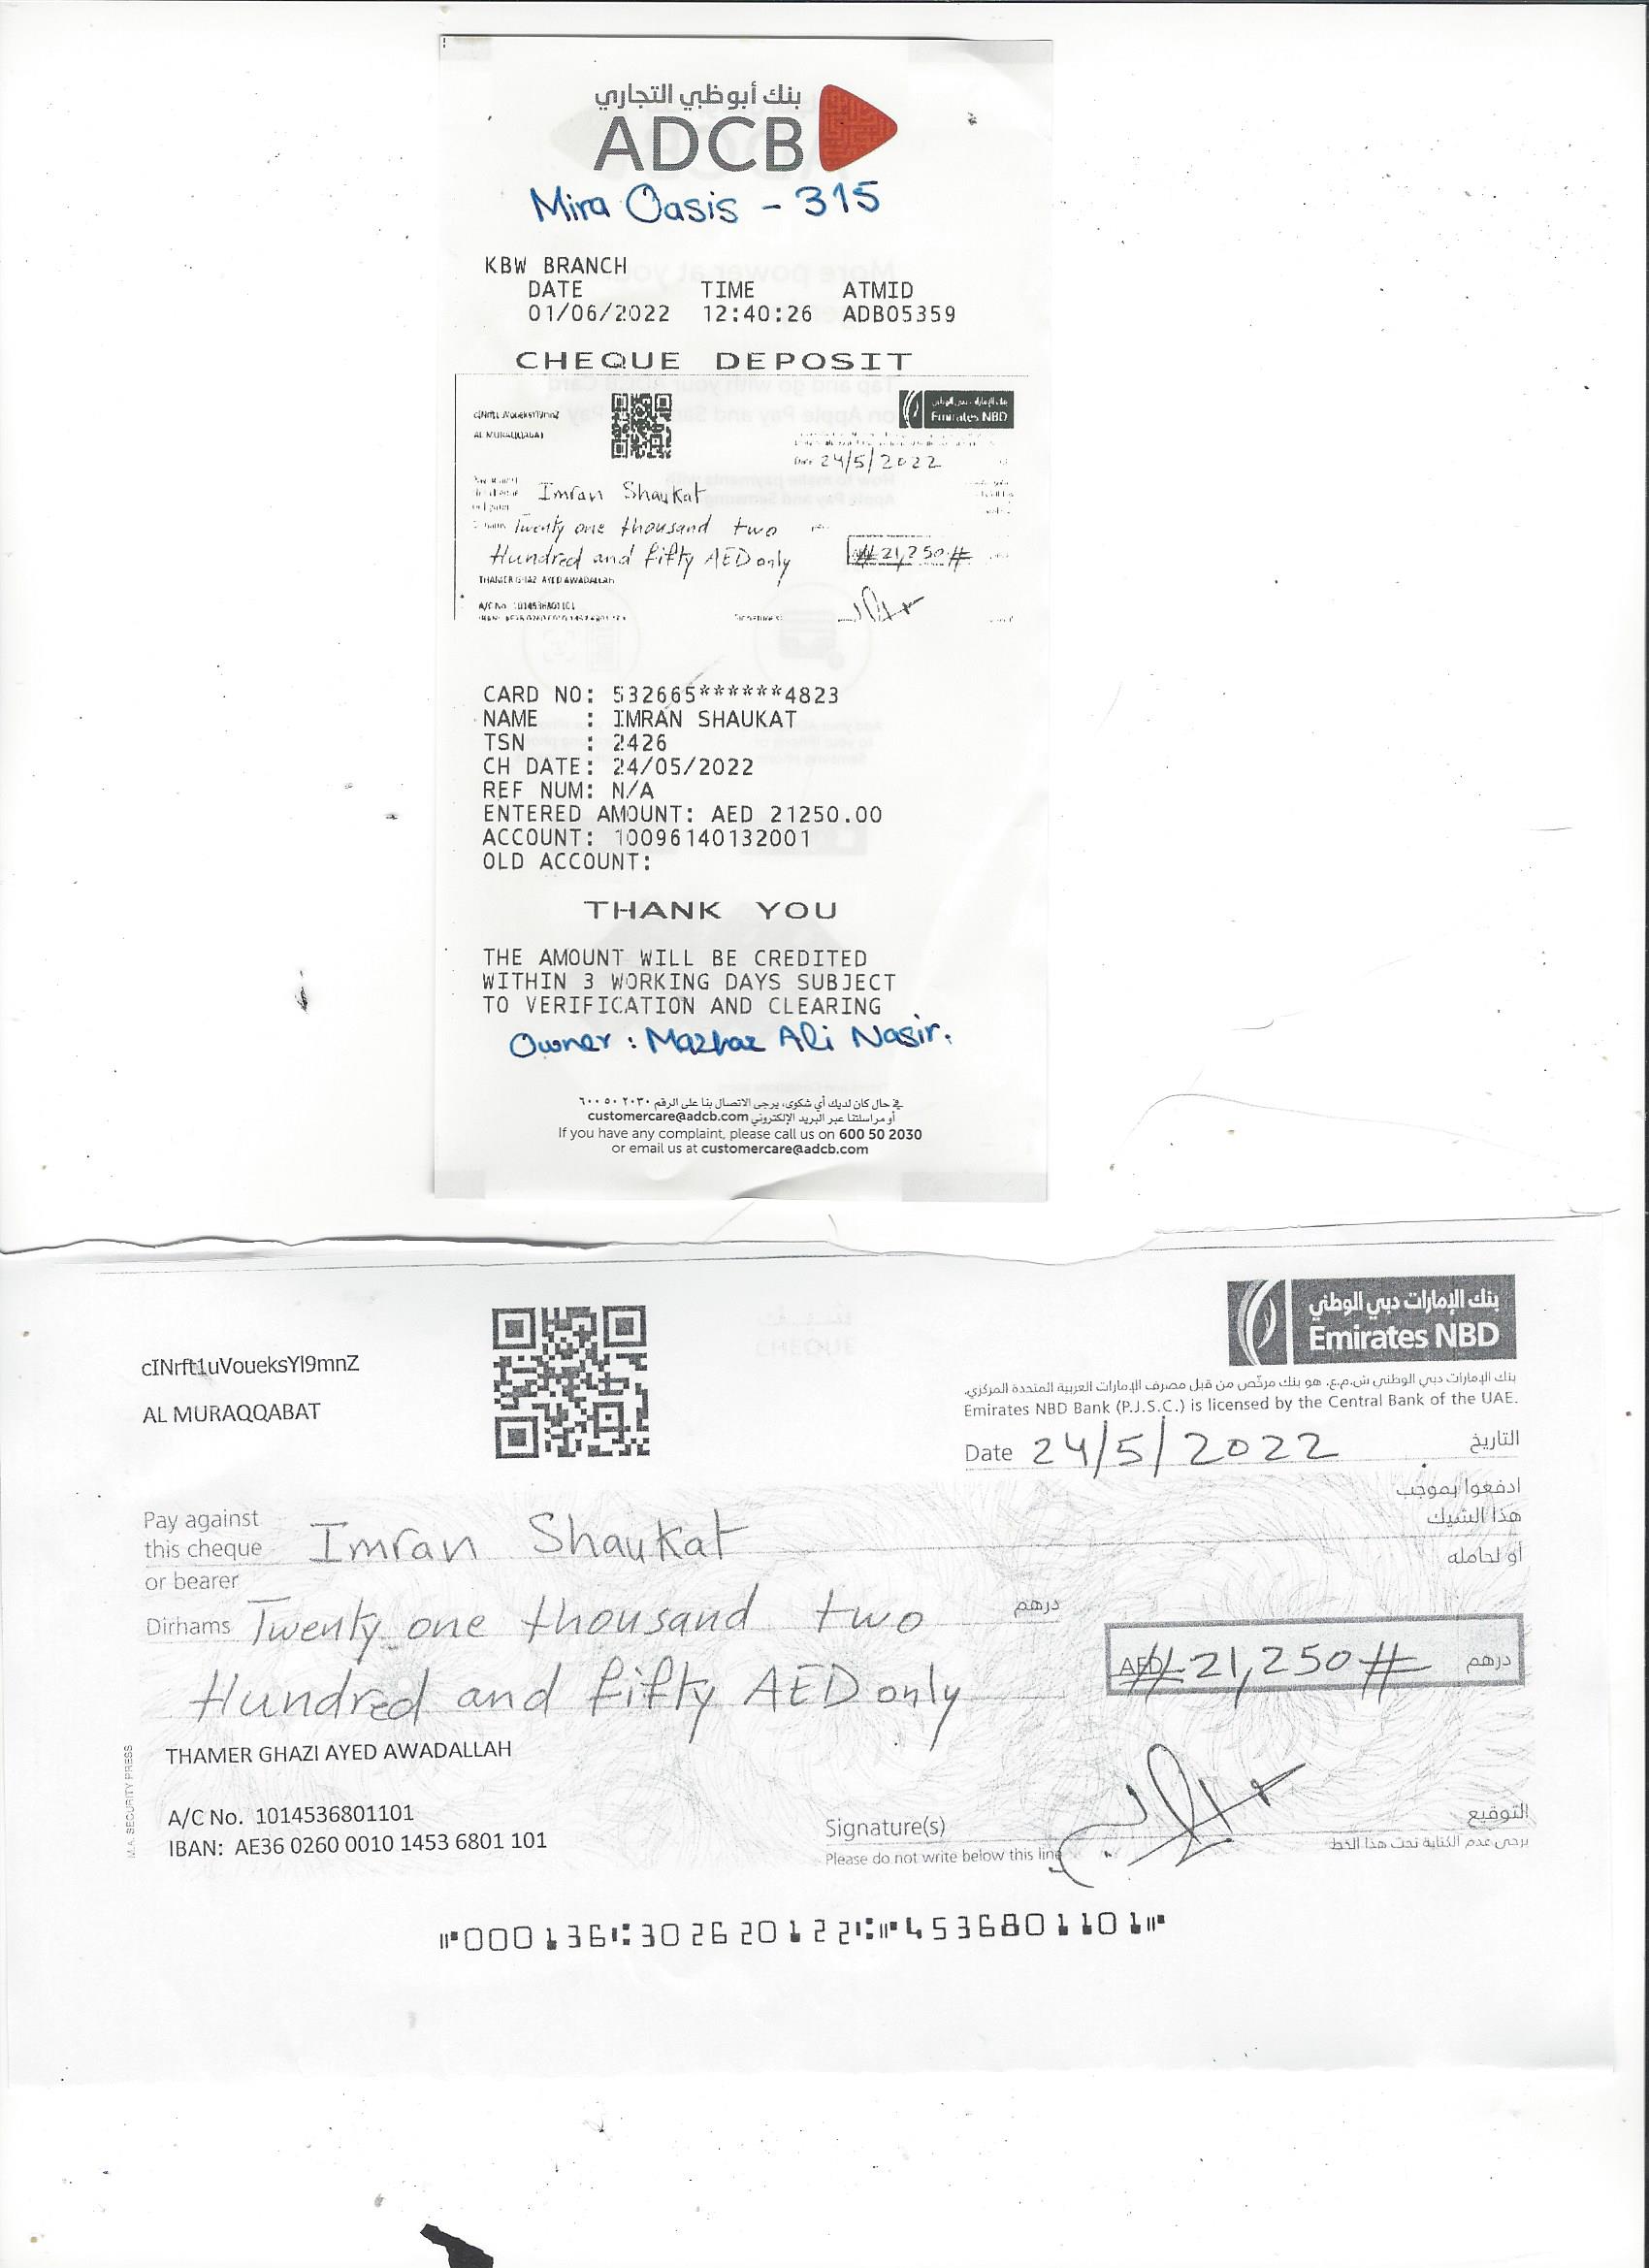 بنك أبوظبي التجاري
ADCB
Mira Oasis - 315
KBW BRANCH
DATE TIME ATMID
01/06/2022 12:40:26 ADB05359
CHEQUE DEPOSIT
بنك الإمارات دبي الوطني
Emirates NBD
AL MURAQQABAT
Date 24/5/2022
Imran Shaukat
Twenty one thousand two
Hundred and fifty AED only #21,250#
THAMER GHAZI AYED AWADALLAH
A/C No. 1014536801101
CARD NO: 532665******4823
NAME : IMRAN SHAUKAT
TSN : 2426
CH DATE: 24/05/2022
REF NUM: N/A
ENTERED AMOUNT: AED 21250.00
ACCOUNT: 10096140132001
OLD ACCOUNT:
THANK YOU
THE AMOUNT WILL BE CREDITED
WITHIN 3 WORKING DAYS SUBJECT
TO VERIFICATION AND CLEARING
Owner : Mazhar Ali Nasir.
في حال كان لديك أي شكوى، يرجى الاتصال بنا على الرقم ٦٠٠ ٥٠ ٢٠٣٠
أو مراسلتنا عبر البريد الإلكتروني customercare@adcb.com
If you have any complaint, please call us on 600 50 2030
or email us at customercare@adcb.com
بنك الإمارات دبي الوطني
Emirates NBD
cINrft1uVoueksYl9mnZ
AL MURAQQABAT
بنك الإمارات دبي الوطني ش.م.ع. هو بنك مرخّص من قبل مصرف الإمارات العربية المتحدة المركزي.
Emirates NBD Bank (P.J.S.C.) is licensed by the Central Bank of the UAE.
Date 24/5/2022 التاريخ
Pay against ادفعوا بموجب
this cheque Imran Shaukat هذا الشيك
or bearer أو لحامله
Dirhams Twenty one thousand two درهم
Hundred and fifty AED only AED #21,250# درهم
THAMER GHAZI AYED AWADALLAH
M.A. SECURITY PRESS
A/C No. 1014536801101
IBAN: AE36 0260 0010 1453 6801 101
Signature(s) التوقيع
Please do not write below this line يرجى عدم الكتابة تحت هذا الخط
⑈000136⑆302620122⑆⑈4536801101⑈